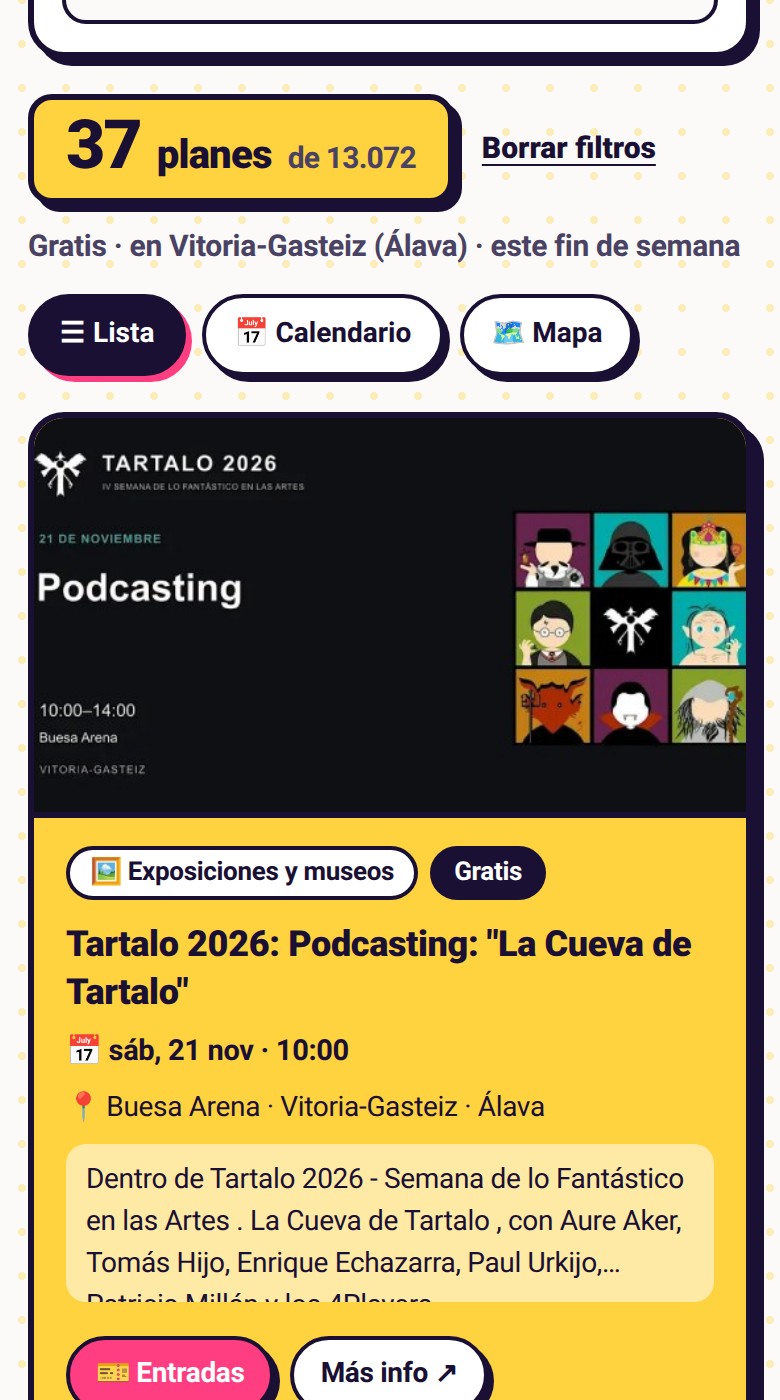 37 planes de 13.072
Borrar filtros
Gratis · en Vitoria-Gasteiz (Álava) · este fin de semana
☰ Lista
📅 Calendario
🗺️ Mapa
TARTALO 2026
IV SEMANA DE LO FANTÁSTICO EN LAS ARTES
21 DE NOVIEMBRE
Podcasting
10:00–14:00
Buesa Arena
VITORIA-GASTEIZ
🖼️ Exposiciones y museos
Gratis
Tartalo 2026: Podcasting: "La Cueva de
Tartalo"
📅 sáb, 21 nov · 10:00
📍 Buesa Arena · Vitoria-Gasteiz · Álava
Dentro de Tartalo 2026 - Semana de lo Fantástico
en las Artes . La Cueva de Tartalo , con Aure Aker,
Tomás Hijo, Enrique Echazarra, Paul Urkijo,...
Patricia Millán y los 4Players
🎫 Entradas
Más info ↗